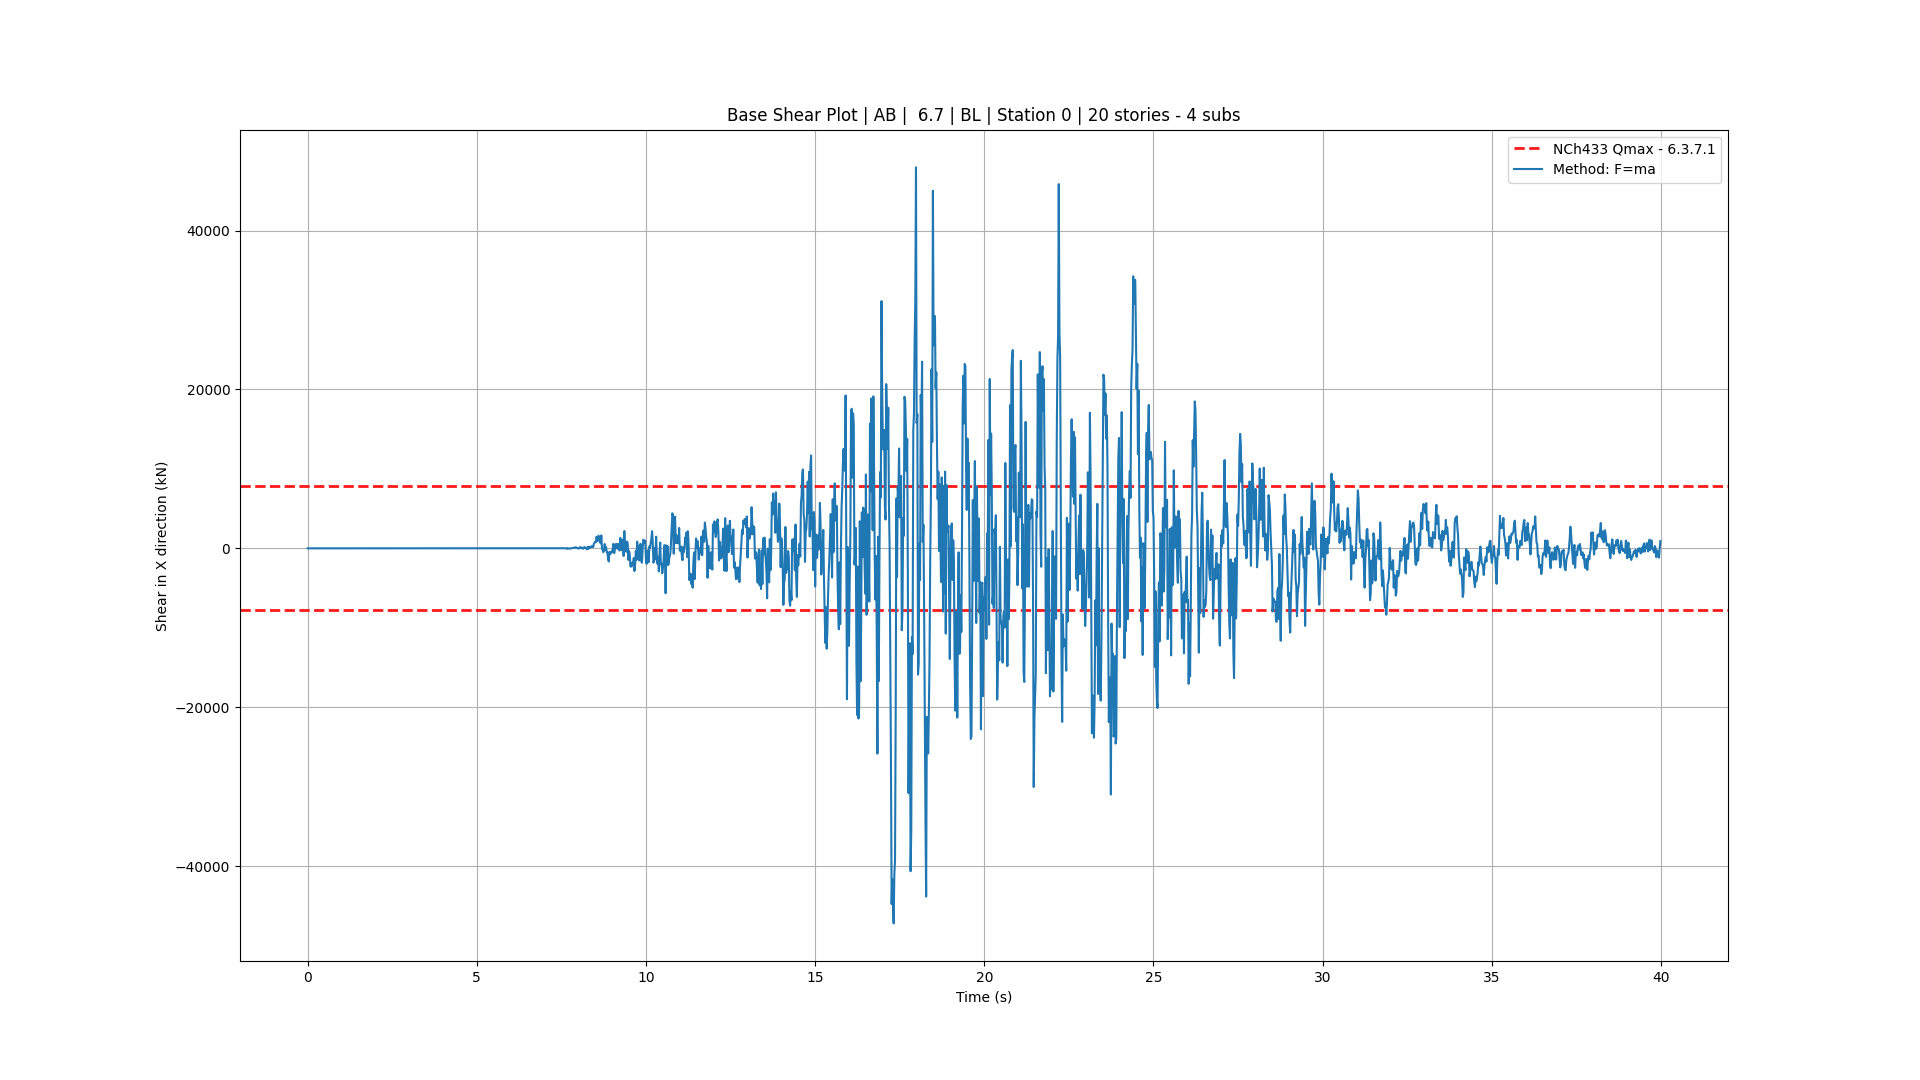 Base Shear Plot | AB |  6.7 | BL | Station 0 | 20 stories - 4 subs
NCh433 Qmax - 6.3.7.1
Method: F=ma
Shear in X direction (kN)
40000
20000
0
−20000
−40000
0 5 10 15 20 25 30 35 40
Time (s)